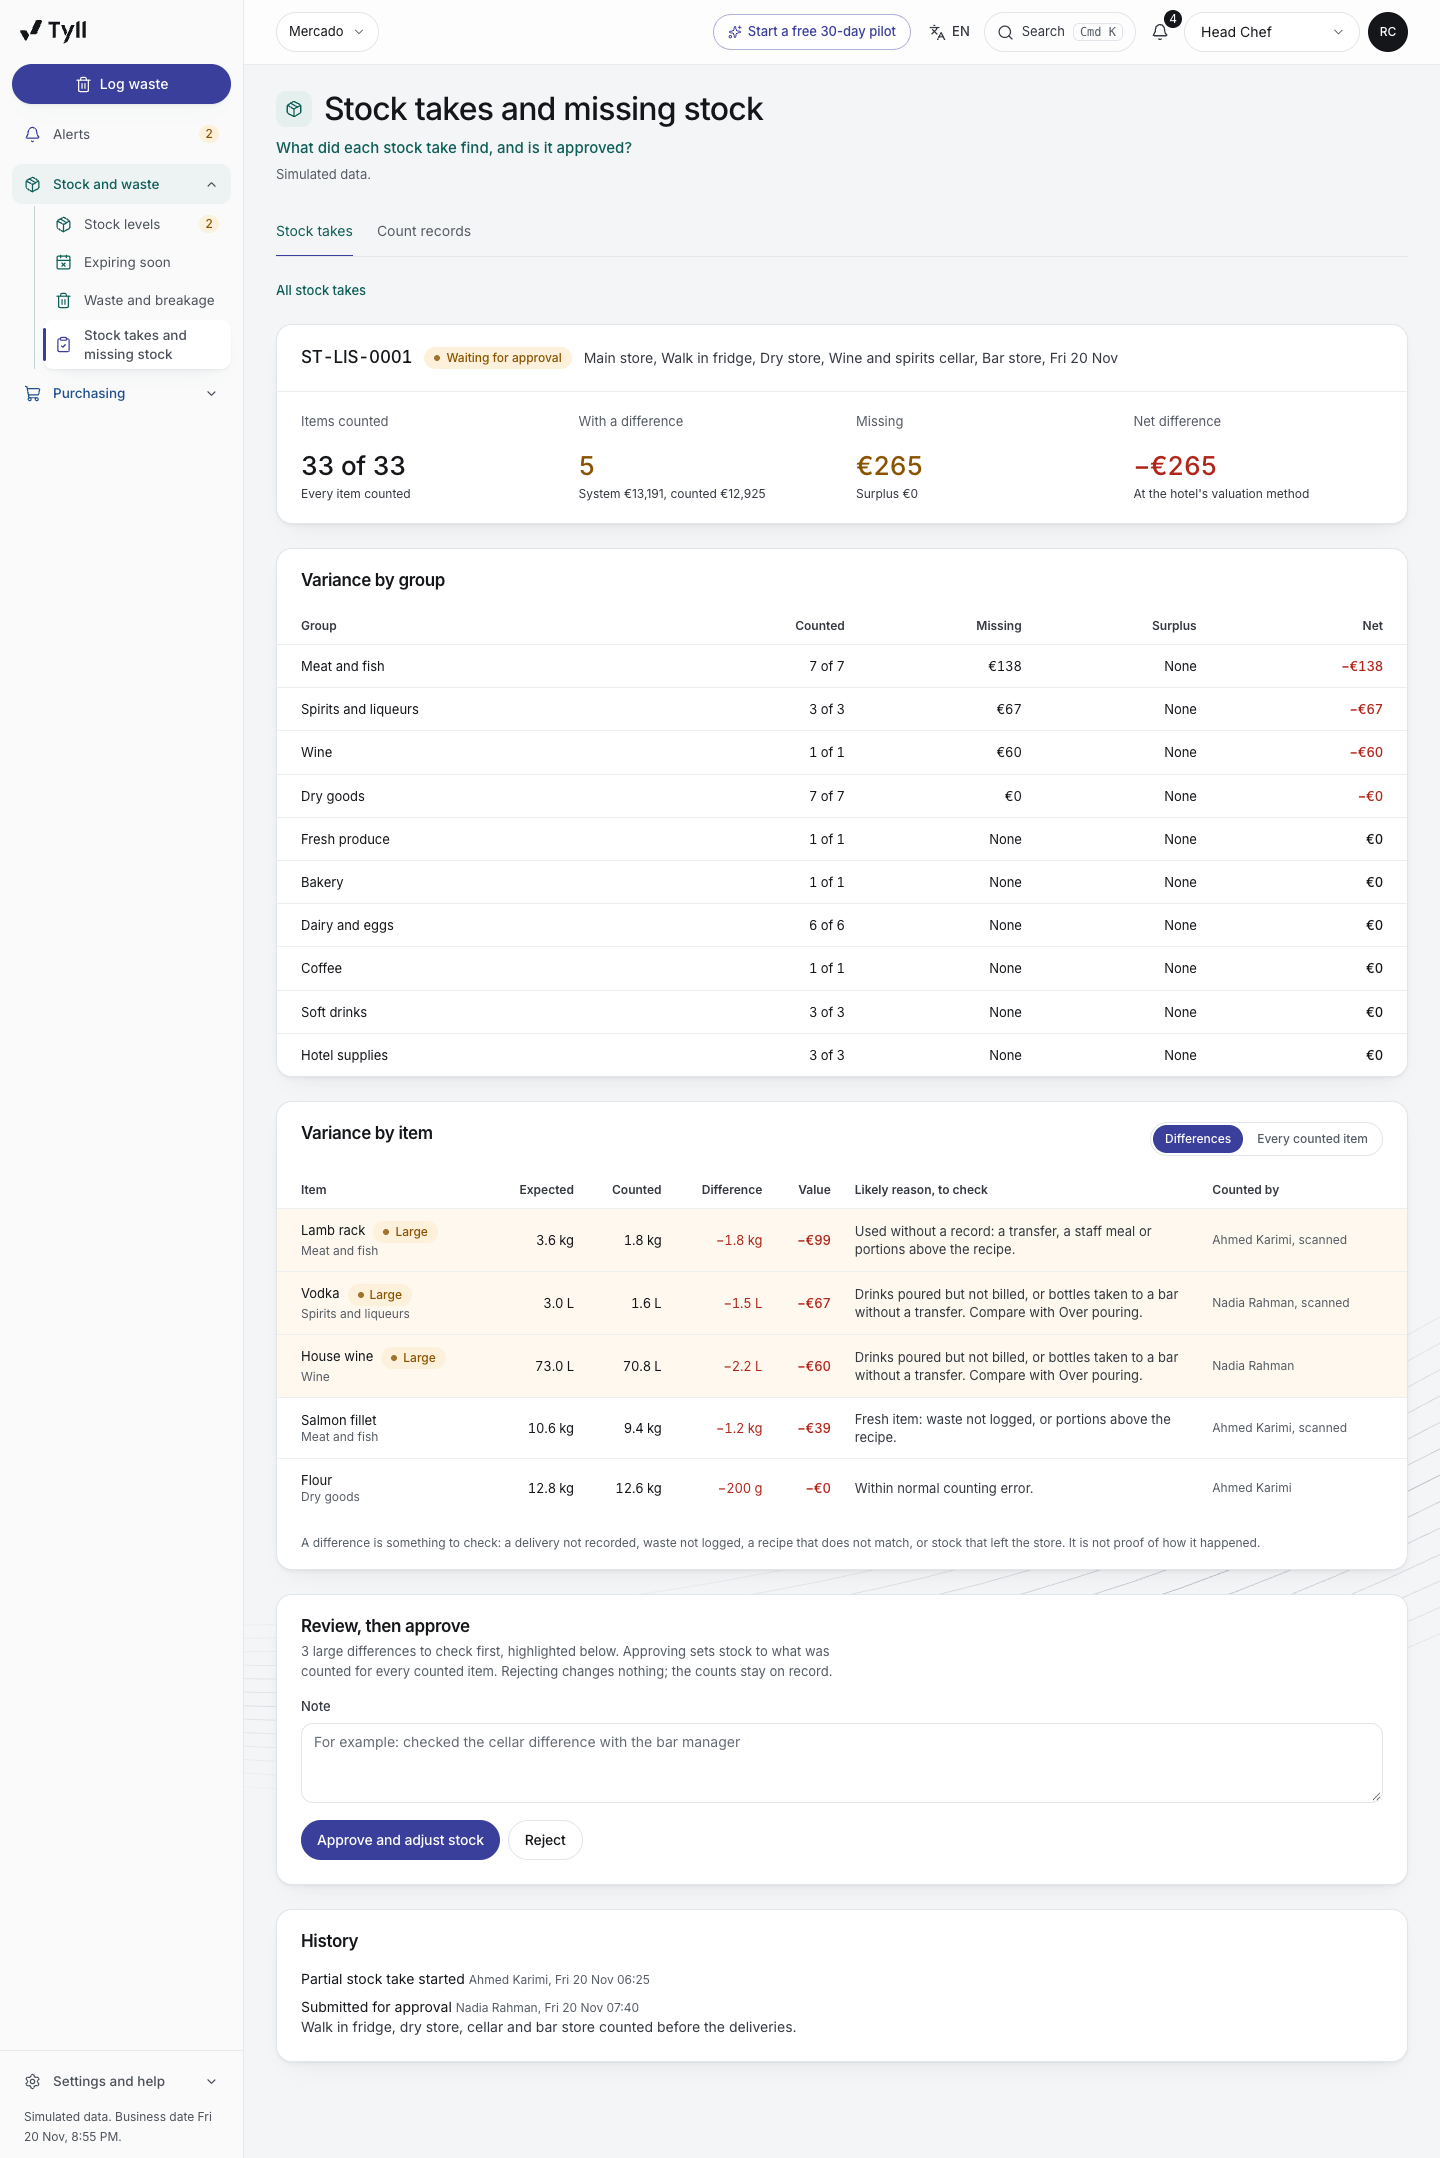 Tyll
Log waste
Alerts 2
Stock and waste
Stock levels 2
Expiring soon
Waste and breakage
Stock takes and
missing stock
Purchasing
Settings and help
Simulated data. Business date Fri
20 Nov, 8:55 PM.
Mercado
Start a free 30-day pilot
EN
Search Cmd K
4
Head Chef
RC
Stock takes and missing stock
What did each stock take find, and is it approved?
Simulated data.
Stock takes Count records
All stock takes
ST-LIS-0001 Waiting for approval Main store, Walk in fridge, Dry store, Wine and spirits cellar, Bar store, Fri 20 Nov
Items counted With a difference Missing Net difference
33 of 33 5 €265 −€265
Every item counted System €13,191, counted €12,925 Surplus €0 At the hotel's valuation method
Variance by group
Group Counted Missing Surplus Net
Meat and fish 7 of 7 €138 None −€138
Spirits and liqueurs 3 of 3 €67 None −€67
Wine 1 of 1 €60 None −€60
Dry goods 7 of 7 €0 None −€0
Fresh produce 1 of 1 None None €0
Bakery 1 of 1 None None €0
Dairy and eggs 6 of 6 None None €0
Coffee 1 of 1 None None €0
Soft drinks 3 of 3 None None €0
Hotel supplies 3 of 3 None None €0
Variance by item
Differences Every counted item
Item Expected Counted Difference Value Likely reason, to check Counted by
Lamb rack Large
Meat and fish
3.6 kg 1.8 kg −1.8 kg −€99
Used without a record: a transfer, a staff meal or
portions above the recipe.
Ahmed Karimi, scanned
Vodka Large
Spirits and liqueurs
3.0 L 1.6 L −1.5 L −€67
Drinks poured but not billed, or bottles taken to a bar
without a transfer. Compare with Over pouring.
Nadia Rahman, scanned
House wine Large
Wine
73.0 L 70.8 L −2.2 L −€60
Drinks poured but not billed, or bottles taken to a bar
without a transfer. Compare with Over pouring.
Nadia Rahman
Salmon fillet
Meat and fish
10.6 kg 9.4 kg −1.2 kg −€39
Fresh item: waste not logged, or portions above the
recipe.
Ahmed Karimi, scanned
Flour
Dry goods
12.8 kg 12.6 kg −200 g −€0
Within normal counting error.
Ahmed Karimi
A difference is something to check: a delivery not recorded, waste not logged, a recipe that does not match, or stock that left the store. It is not proof of how it happened.
Review, then approve
3 large differences to check first, highlighted below. Approving sets stock to what was
counted for every counted item. Rejecting changes nothing; the counts stay on record.
Note
For example: checked the cellar difference with the bar manager
Approve and adjust stock Reject
History
Partial stock take started Ahmed Karimi, Fri 20 Nov 06:25
Submitted for approval Nadia Rahman, Fri 20 Nov 07:40
Walk in fridge, dry store, cellar and bar store counted before the deliveries.